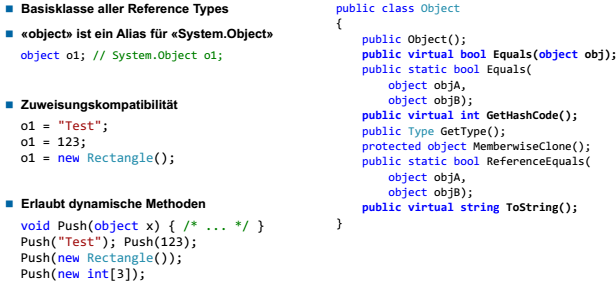 Basisklasse aller Reference Types
«object» ist ein Alias für «System.Object»
object o1; // System.Object o1;
Zuweisungskompatibilität
o1 = "Test";
o1 = 123;
o1 = new Rectangle();
Erlaubt dynamische Methoden
void Push(object x) { /* ... */ }
Push("Test"); Push(123);
Push(new Rectangle());
Push(new int[3]);
public class Object
{
public Object();
public virtual bool Equals(object obj);
public static bool Equals(
object objA,
object objB);
public virtual int GetHashCode();
public Type GetType();
protected object MemberwiseClone();
public static bool ReferenceEquals(
object objA,
object objB);
public virtual string ToString();
}